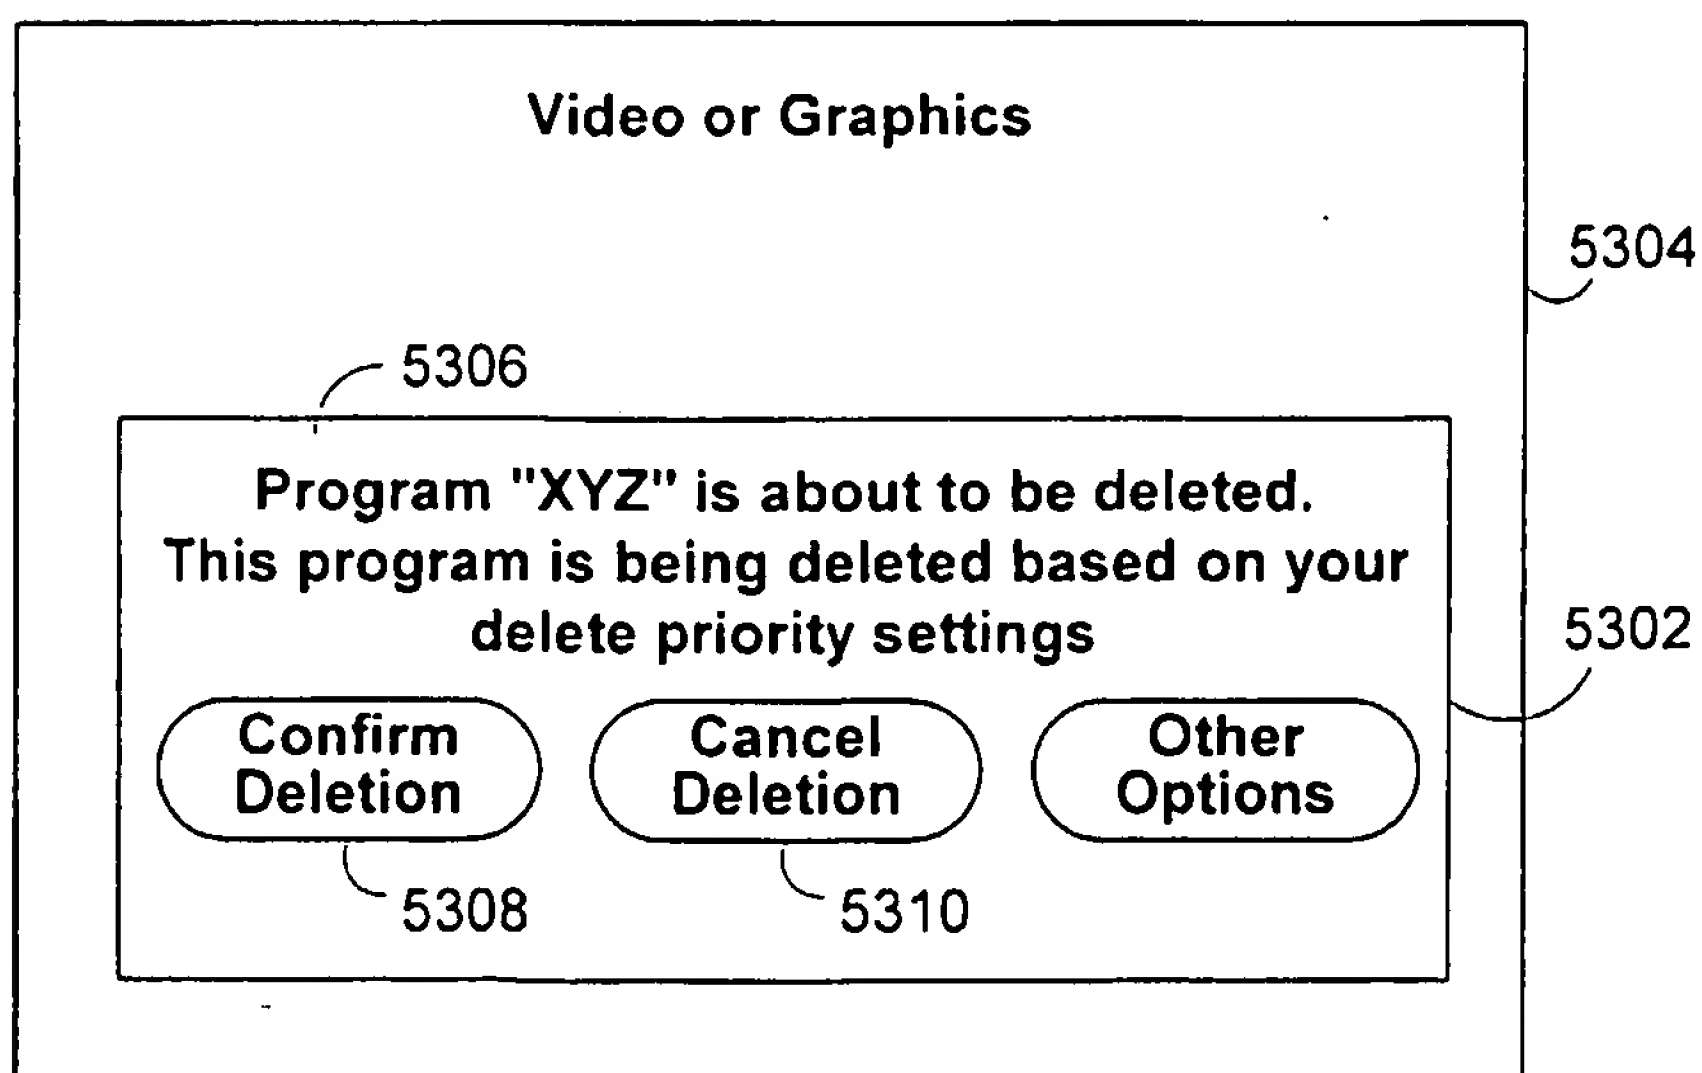 Video or Graphics
5304
5306
Program "XYZ" is about to be deleted.
This program is being deleted based on your
delete priority settings
5302
Confirm
Deletion
Cancel
Deletion
Other
Options
5308
5310